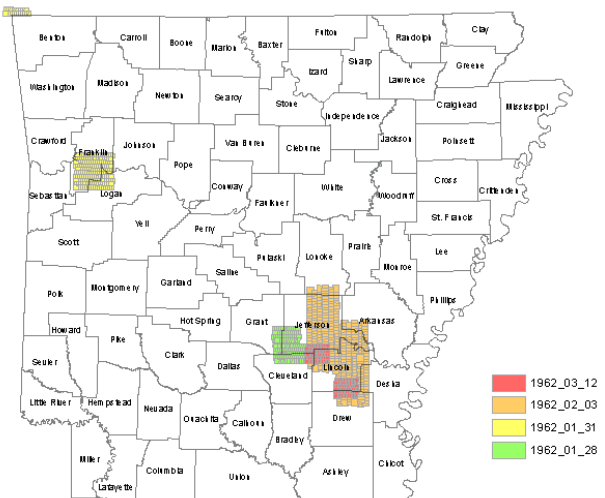 Benton
Carroll
Boone
Marion
Baxter
Fulton
Randolph
Clay
Izard
Sharp
Lawrence
Greene
Washington
Madison
Newton
Searcy
Stone
Independence
Craighead
Mississippi
Crawford
Franklin
Johnson
Pope
Van Buren
Cleburne
Jackson
Poinsett
Sebastian
Logan
Conway
Faulkner
White
Woodruff
Cross
Crittenden
St. Francis
Scott
Yell
Perry
Pulaski
Lonoke
Prairie
Monroe
Lee
Phillips
Polk
Montgomery
Garland
Saline
Hot Spring
Grant
Jefferson
Arkansas
Howard
Pike
Clark
Dallas
Cleveland
Lincoln
Desha
Sevier
Little River
Hempstead
Nevada
Ouachita
Calhoun
Bradley
Drew
Miller
Lafayette
Columbia
Union
Ashley
Chicot
1962_03_12
1962_02_03
1962_01_31
1962_01_28